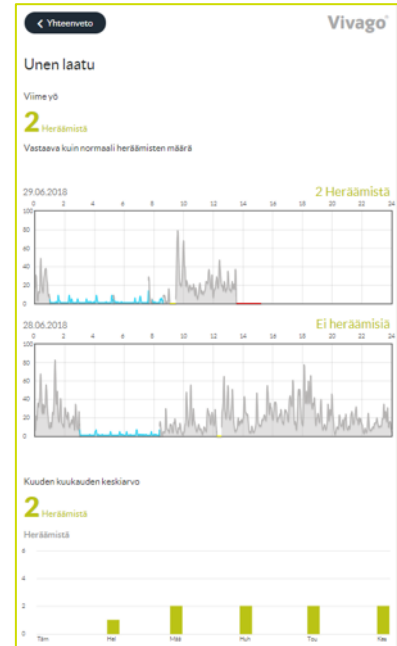 Yhteenveto
Vivago
Unen laatu
Viime yö
2 Heräämistä
Vastaava kuin normaali heräämisten määrä
29.06.2018 2 Heräämistä
0 2 4 6 8 10 12 14 16 18 20 22 24
100
80
60
40
20
0
28.06.2018 Ei heräämisiä
0 2 4 6 8 10 12 14 16 18 20 22 24
100
80
60
40
20
0
Kuuden kuukauden keskiarvo
2 Heräämistä
Heräämistä
6
4
2
0
Tam Hel Maa Huh Tou Kes